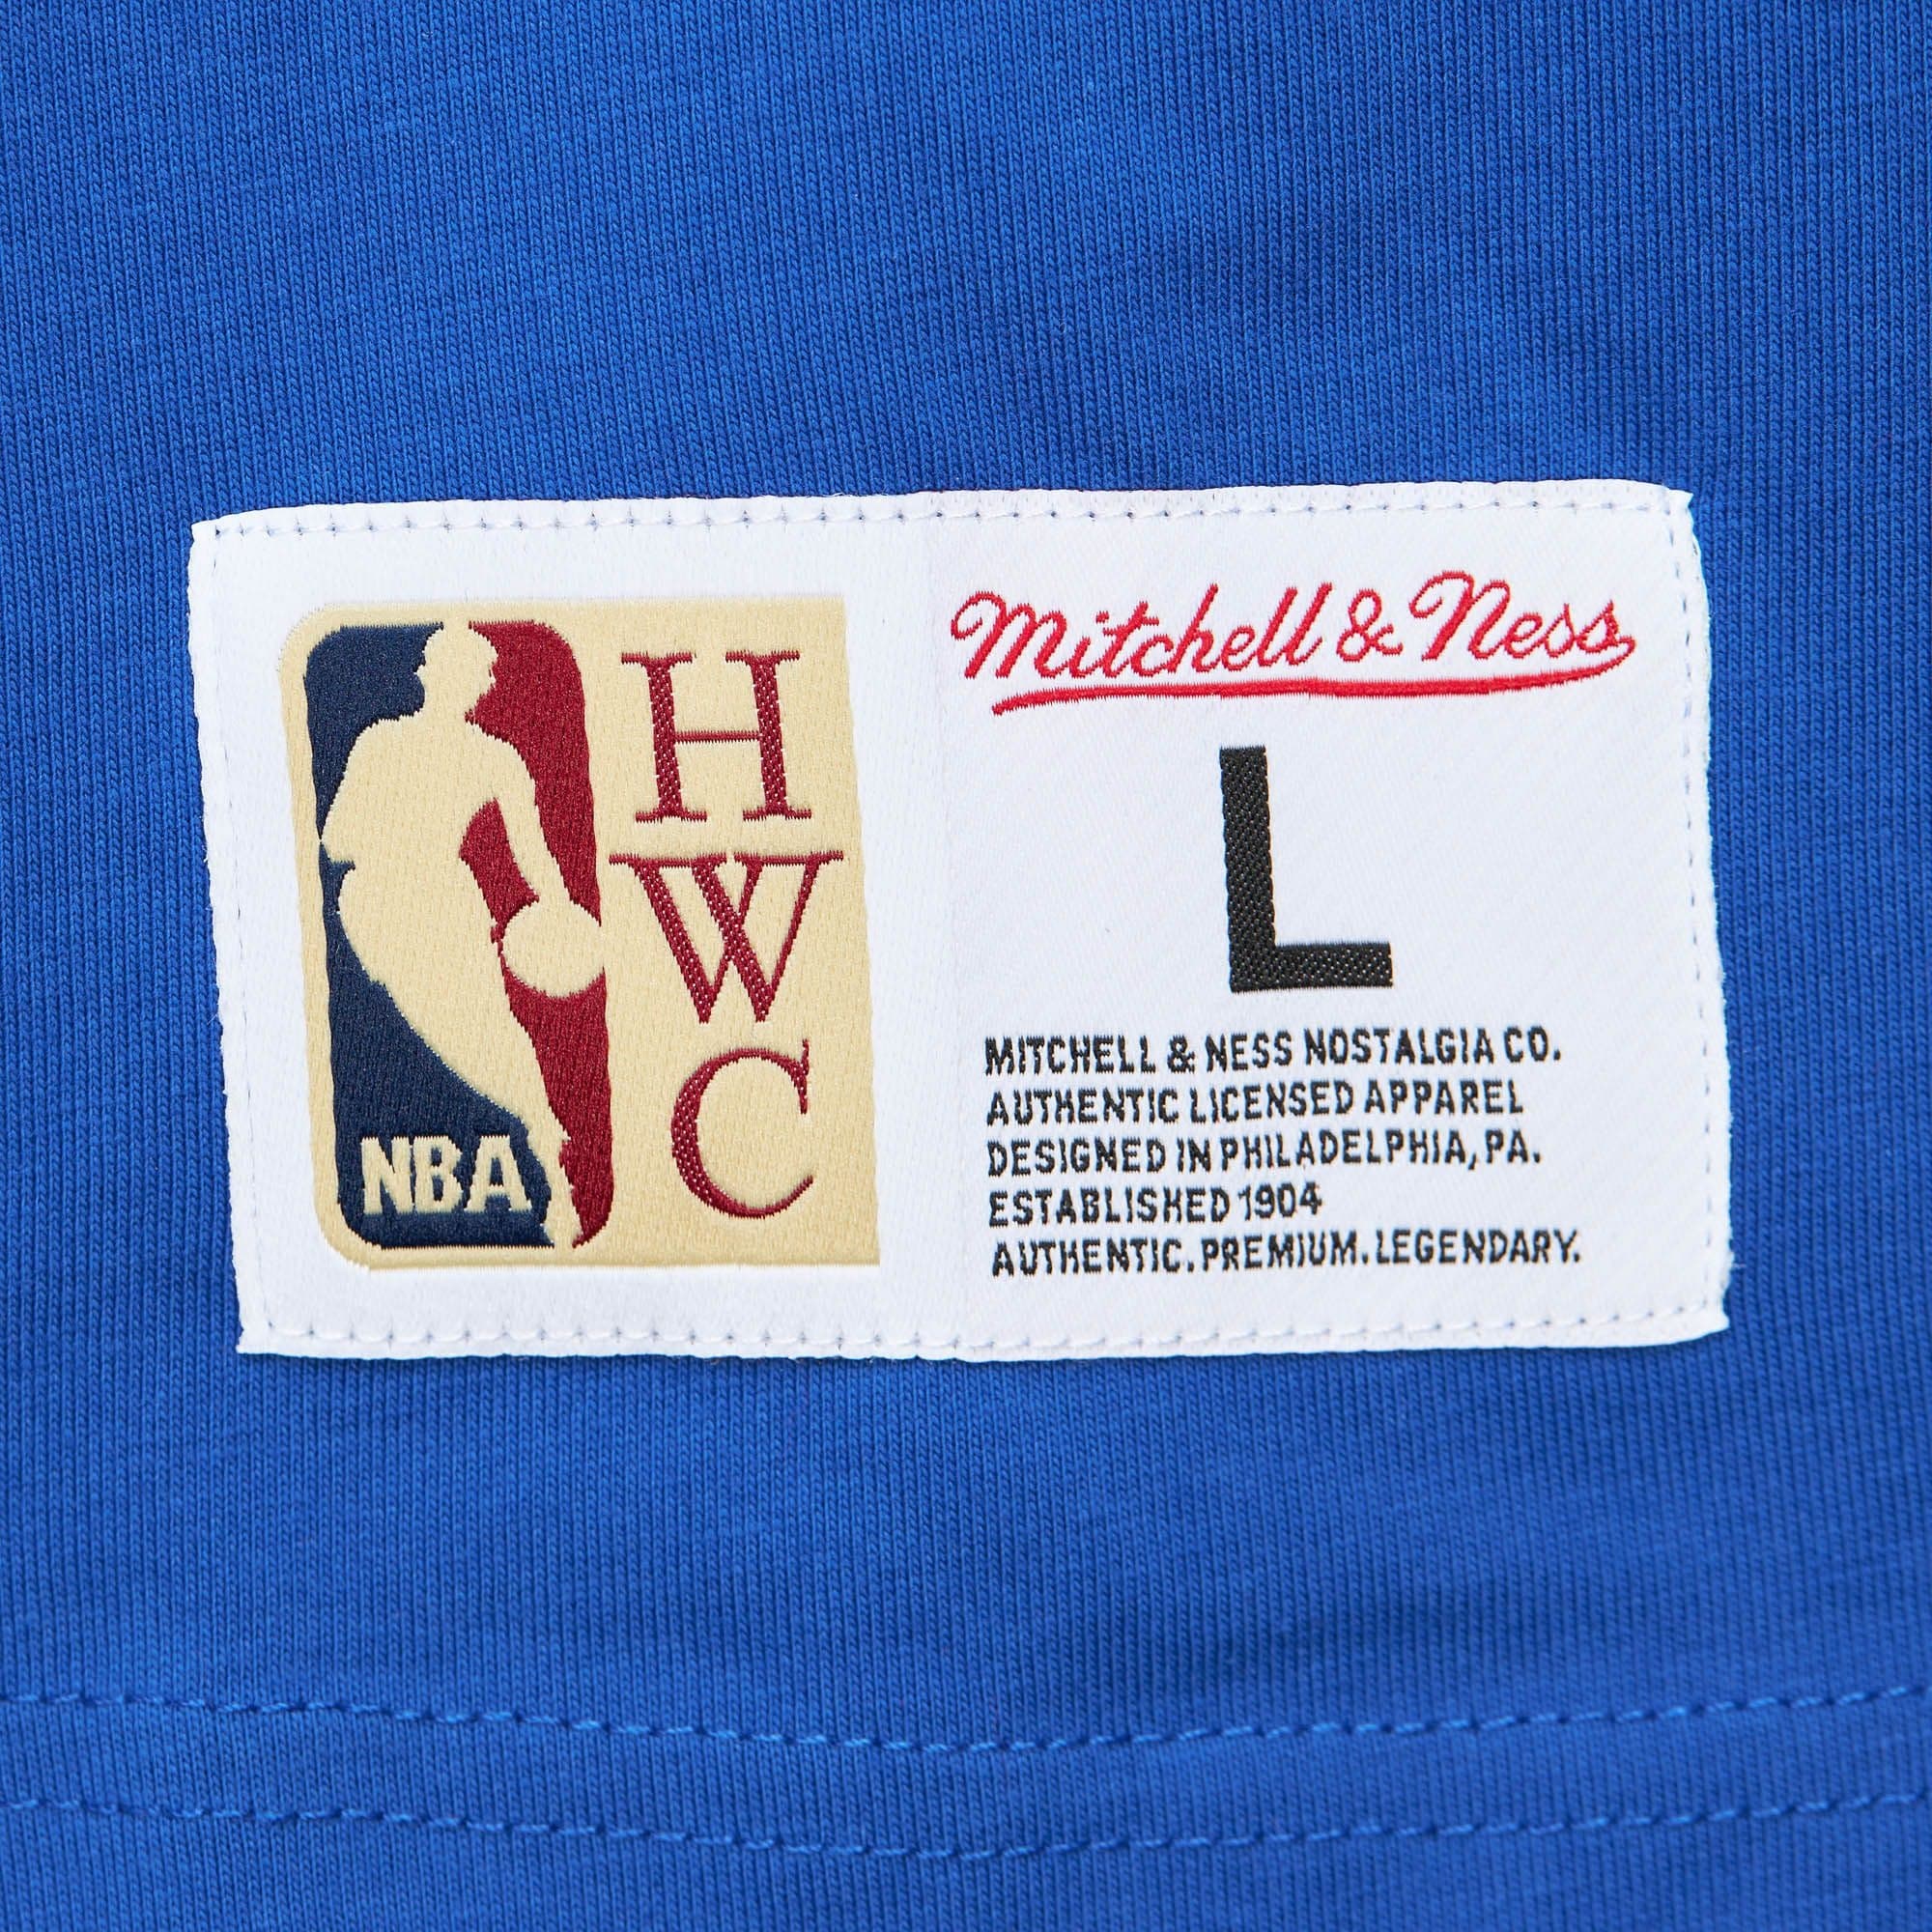 NBA
H
W
C
Mitchell & Ness
L
MITCHELL & NESS NOSTALGIA CO.
AUTHENTIC LICENSED APPAREL
DESIGNED IN PHILADELPHIA, PA.
ESTABLISHED 1904
AUTHENTIC. PREMIUM. LEGENDARY.